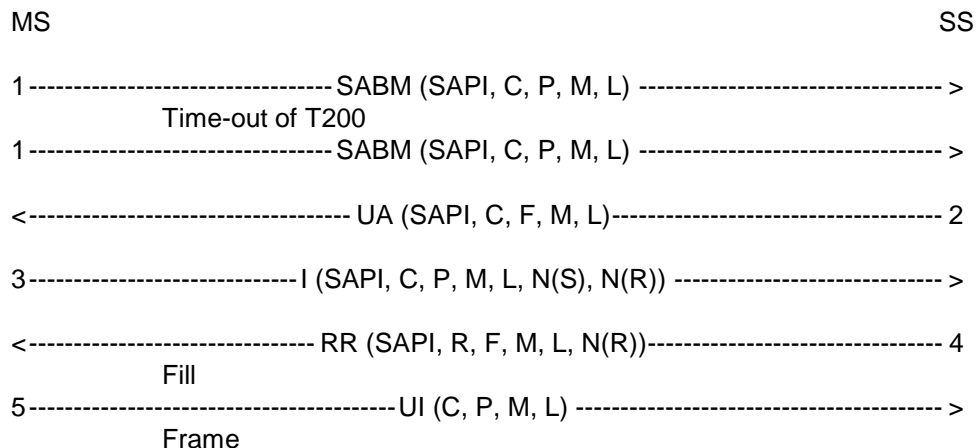 MS SS
1---------------------------------- SABM (SAPI, C, P, M, L) ---------------------------------- >
Time-out of T200
1---------------------------------- SABM (SAPI, C, P, M, L) ---------------------------------- >
<------------------------------------ UA (SAPI, C, F, M, L)------------------------------------- 2
3------------------------------I (SAPI, C, P, M, L, N(S), N(R)) ------------------------------ >
<-------------------------------- RR (SAPI, R, F, M, L, N(R))--------------------------------- 4
Fill
5-----------------------------------------UI (C, P, M, L) ----------------------------------------- >
Frame